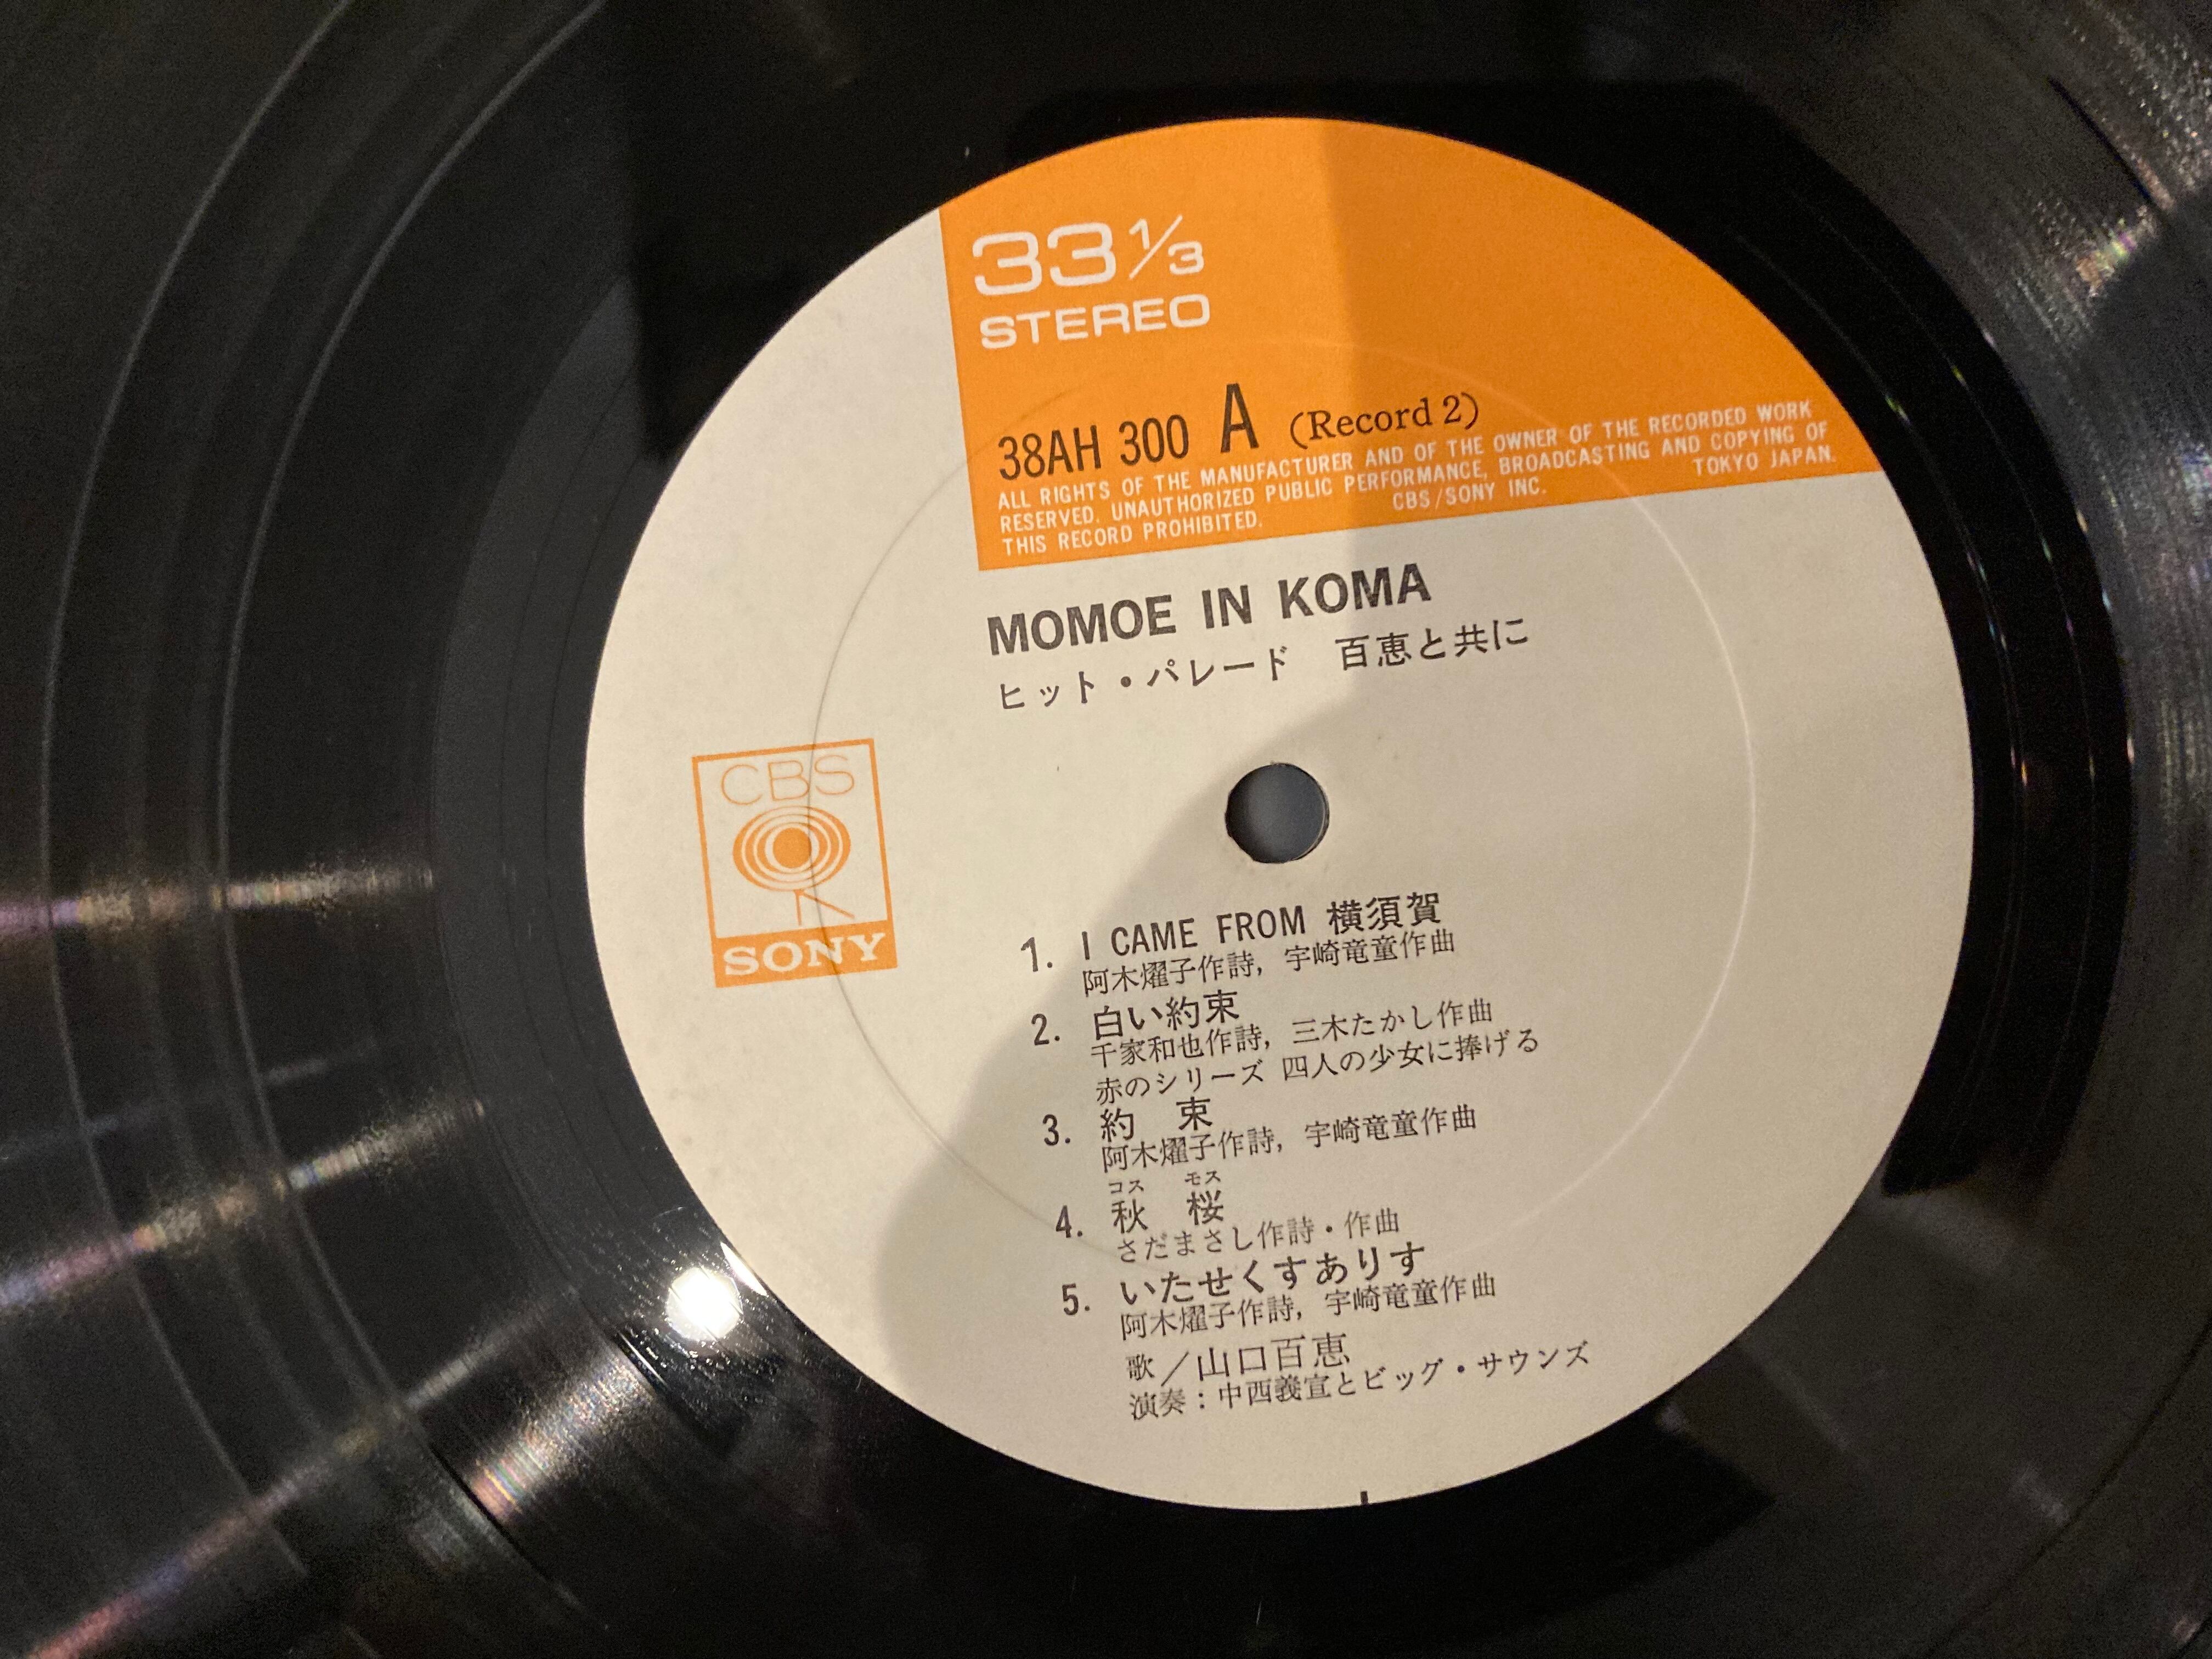 33 1/3
STEREO
38AH 300 A (Record 2)
ALL RIGHTS OF THE MANUFACTURER AND OF THE OWNER OF THE RECORDED WORK
RESERVED. UNAUTHORIZED PUBLIC PERFORMANCE, BROADCASTING AND COPYING OF
THIS RECORD PROHIBITED. CBS/SONY INC. TOKYO JAPAN.
MOMOE IN KOMA
ヒット・パレード 百恵と共に
CBS
SONY
1. I CAME FROM 横須賀
阿木燿子作詩, 宇崎竜童作曲
2. 白い約束
千家和也作詩, 三木たかし作曲
赤のシリーズ 四人の少女に捧げる
3. 約束
阿木燿子作詩, 宇崎竜童作曲
コス モス
4. 秋桜
さだまさし作詩・作曲
5. いたせくすありす
阿木燿子作詩, 宇崎竜童作曲
歌／山口百恵
演奏：中西義宣とビッグ・サウンズ